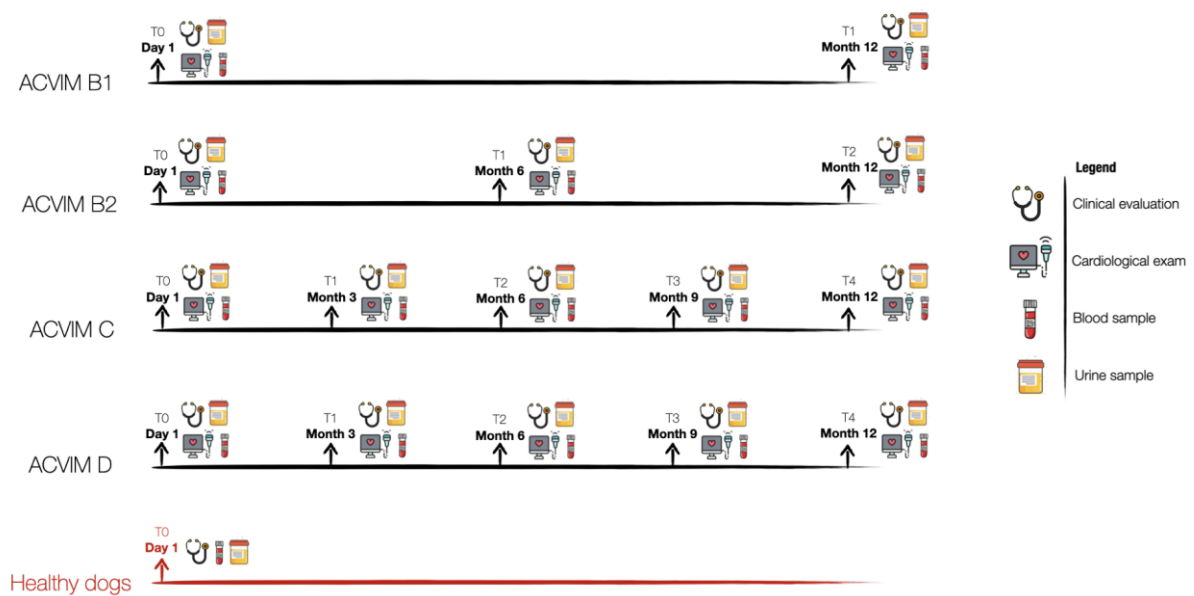 T0
Day 1
T1
Month 12
ACVIM B1
T0
Day 1
T1
Month 6
T2
Month 12
ACVIM B2
T0
Day 1
T1
Month 3
T2
Month 6
T3
Month 9
T4
Month 12
ACVIM C
T0
Day 1
T1
Month 3
T2
Month 6
T3
Month 9
T4
Month 12
ACVIM D
T0
Day 1
Healthy dogs
Legend
Clinical evaluation
Cardiological exam
Blood sample
Urine sample